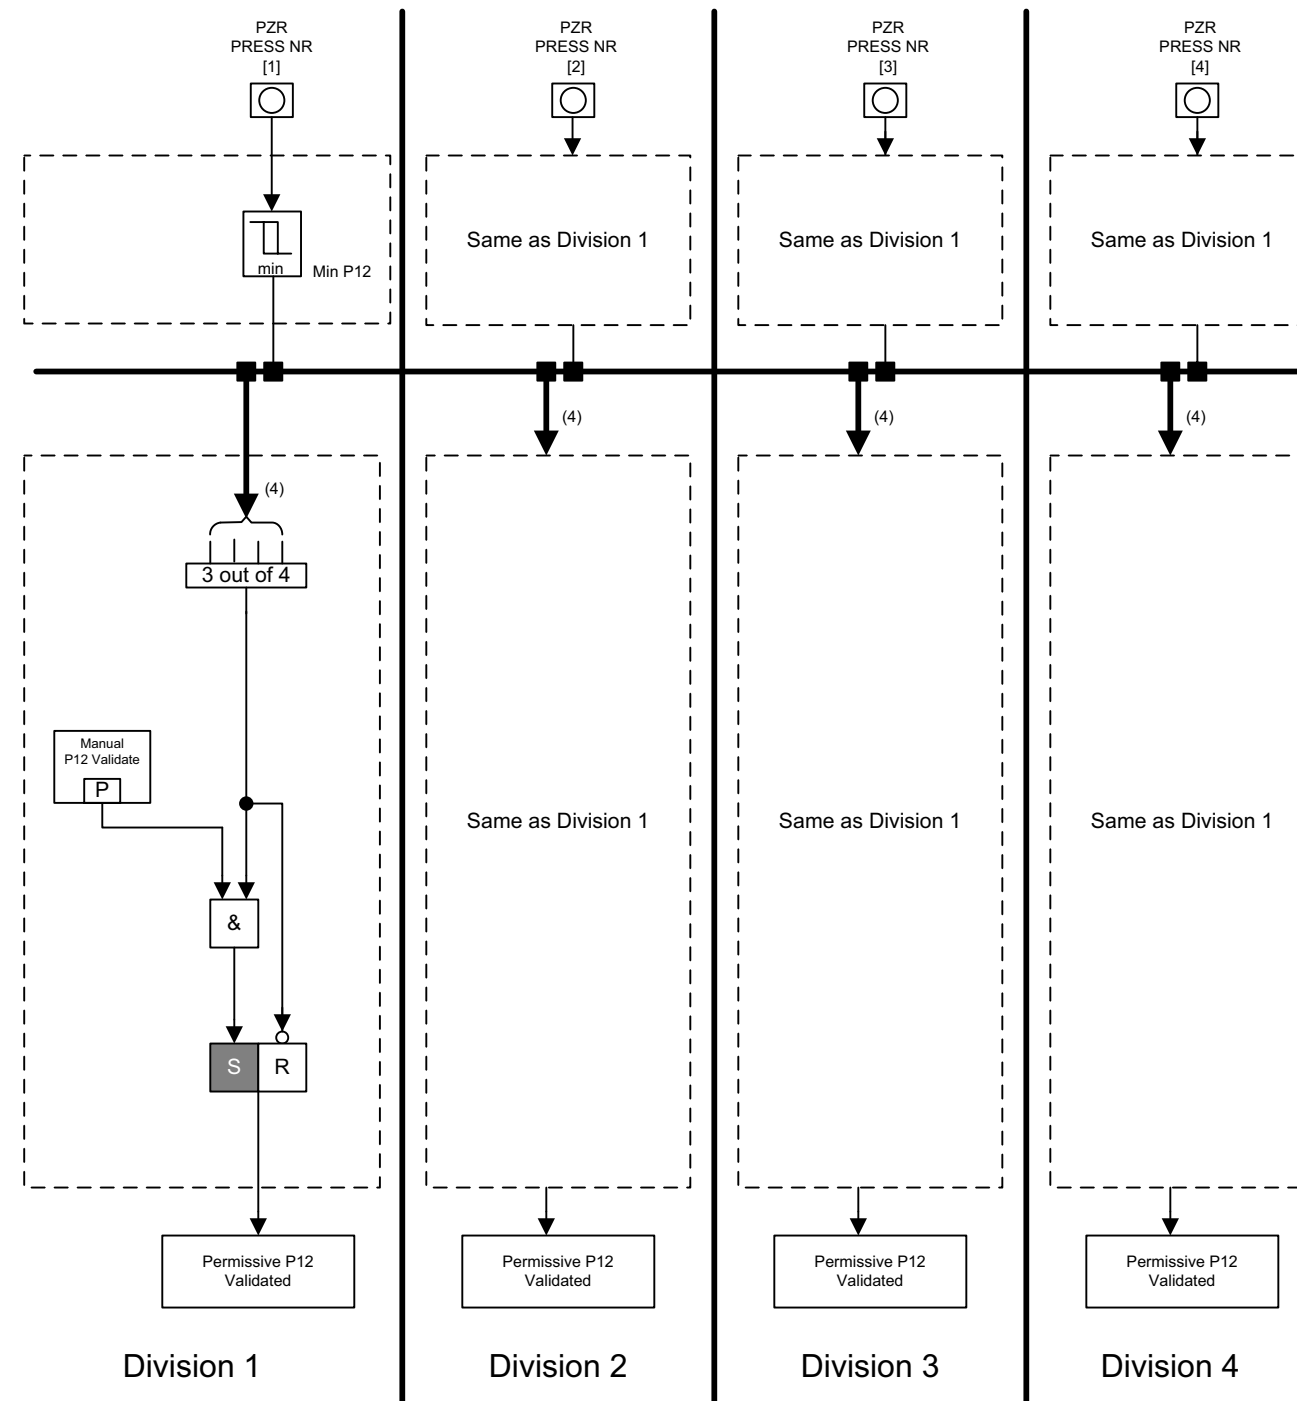 PZR
PRESS NR
[1]
PZR
PRESS NR
[2]
PZR
PRESS NR
[3]
PZR
PRESS NR
[4]
min
Min P12
Same as Division 1
Same as Division 1
Same as Division 1
(4)
(4)
(4)
(4)
3 out of 4
Manual
P12 Validate
P
Same as Division 1
Same as Division 1
Same as Division 1
&
S
R
Permissive P12
Validated
Permissive P12
Validated
Permissive P12
Validated
Permissive P12
Validated
Division 1
Division 2
Division 3
Division 4